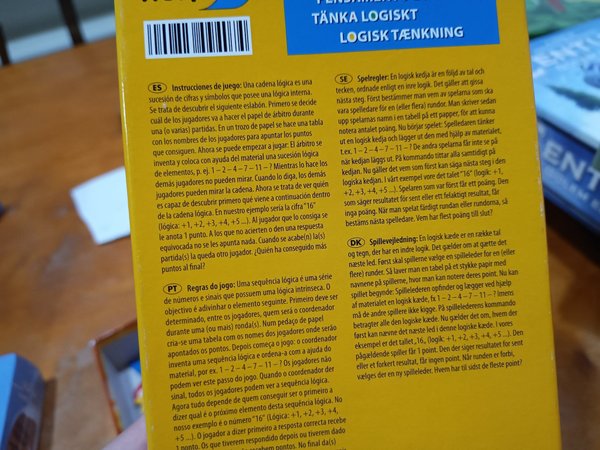 TÄNKA LOGISKT
LOGISK TÆNKNING
ES Instrucciones de juego: Una cadena lógica es una
sucesión de cifras y símbolos que posee una lógica interna.
Se trata de descubrir el siguiente eslabón. Primero se decide
cuál de los jugadores va a hacer el papel de árbitro durante
una (o varias) partidas. En un trozo de papel se hace una tabla
con los nombres de los jugadores para apuntar los puntos
que consiguen. Ahora se puede empezar a jugar: El árbitro se
inventa y coloca con ayuda del material una sucesión lógica
de elementos, p. ej. 1 – 2 – 4 – 7 – 11 – ? Mientras lo hace los
demás jugadores no pueden mirar. Cuando lo diga, los demás
jugadores pueden mirar la cadena. Ahora se trata de ver quién
es capaz de descubrir primero qué viene a continuación dentro
de la cadena lógica. En nuestro ejemplo sería la cifra "16"
(lógica: +1, +2, +3, +4, +5...). Al jugador que lo consiga se
le anota 1 punto. A los que no acierten o den una respuesta
equivocada no se les apunta nada. Cuando se acabe(n) la(s)
partida(s) la queda otro jugador. ¿Quién ha conseguido más
puntos al final?
PT Regras do jogo: Uma sequência lógica é uma série
de números e sinais que possuem uma lógica intrínseca. O
objectivo é adivinhar o elemento seguinte. Primeiro deve ser
determinado, entre os jogadores, quem será o coordenador
durante uma (ou mais) ronda(s). Num pedaço de papel
cria-se uma tabela com os nomes dos jogadores onde serão
apontados os pontos. Depois começa o jogo: o coordenador
inventa uma sequência lógica e ordena-a com a ajuda do
material, por ex. 1 – 2 – 4 – 7 – 11 – ? Os jogadores não
podem ver este passo do jogo. Quando o coordenador der
sinal, todos os jogadores podem ver a sequência lógica.
Agora tudo depende de quem conseguir ser o primeiro a
dizer qual é o próximo elemento desta sequência lógica. No
nosso exemplo é o número "16" (Lógica: +1, +2, +3, +4,
+5 ...). O jogador a dizer primeiro a resposta correcta recebe
1 ponto. Os que tiverem respondido depois ou tiverem dado
recebem pontos. No final da(s)
SE Spelregler: En logisk kedja är en följd av tal och
tecken, ordnade enligt en inre logik. Det gäller att gissa
nästa steg. Först bestämmer man vem av spelarna som ska
vara spelledare för en (eller flera) rundor. Man skriver sedan
upp spelarnas namn i en tabell på ett papper, för att kunna
notera antalet poäng. Nu börjar spelet: Spelledaren tänker
ut en logisk kedja och lägger ut den med hjälp av materialet,
t.ex. 1 – 2 – 4 – 7 – 11 – ? De andra spelarna får inte se på
när kedjan läggs ut. På kommando tittar alla samtidigt på
kedjan. Nu gäller det vem som först kan säga nästa steg i den
logiska kedjan. I vårt exempel vore det talet "16" (logik: +1,
+2, +3, +4, +5 ...). Spelaren som var först får ett poäng. Den
som säger resultatet för sent eller ett felaktigt resultat, får
inga poäng. När man spelat färdigt rundan eller rundorna, så
bestäms nästa spelledare. Vem har flest poäng till slut?
DK Spillevejledning: En logisk kæde er en række tal
og tegn, der har en indre logik. Det gælder om at gætte det
næste led. Først skal spillerne vælge en spilleleder for en (eller
flere) runder. Så laver man en tabel på et stykke papir med
navnene på spillerne, hvor man kan notere deres point. Nu kan
spillet begynde: Spillelederen opfinder og lægger ved hjælp
af materialet en logisk kæde, fx 1 – 2 – 4 – 7 – 11 – ? Imens
må de andre spillere ikke kigge. På spillelederens kommando
betragter alle den logiske kæde. Nu gælder det om, hvem der
først kan nævne det næste led i denne logiske kæde. I vores
eksempel er det tallet „16„ (logik: +1, +2, +3, +4, +5 ...). Den
pågældende spiller får 1 point. Den der siger resultatet for sent
eller et forkert resultat, får ingen point. Når runden er forbi,
vælges der en ny spilleleder. Hvem har til sidst de fleste point?